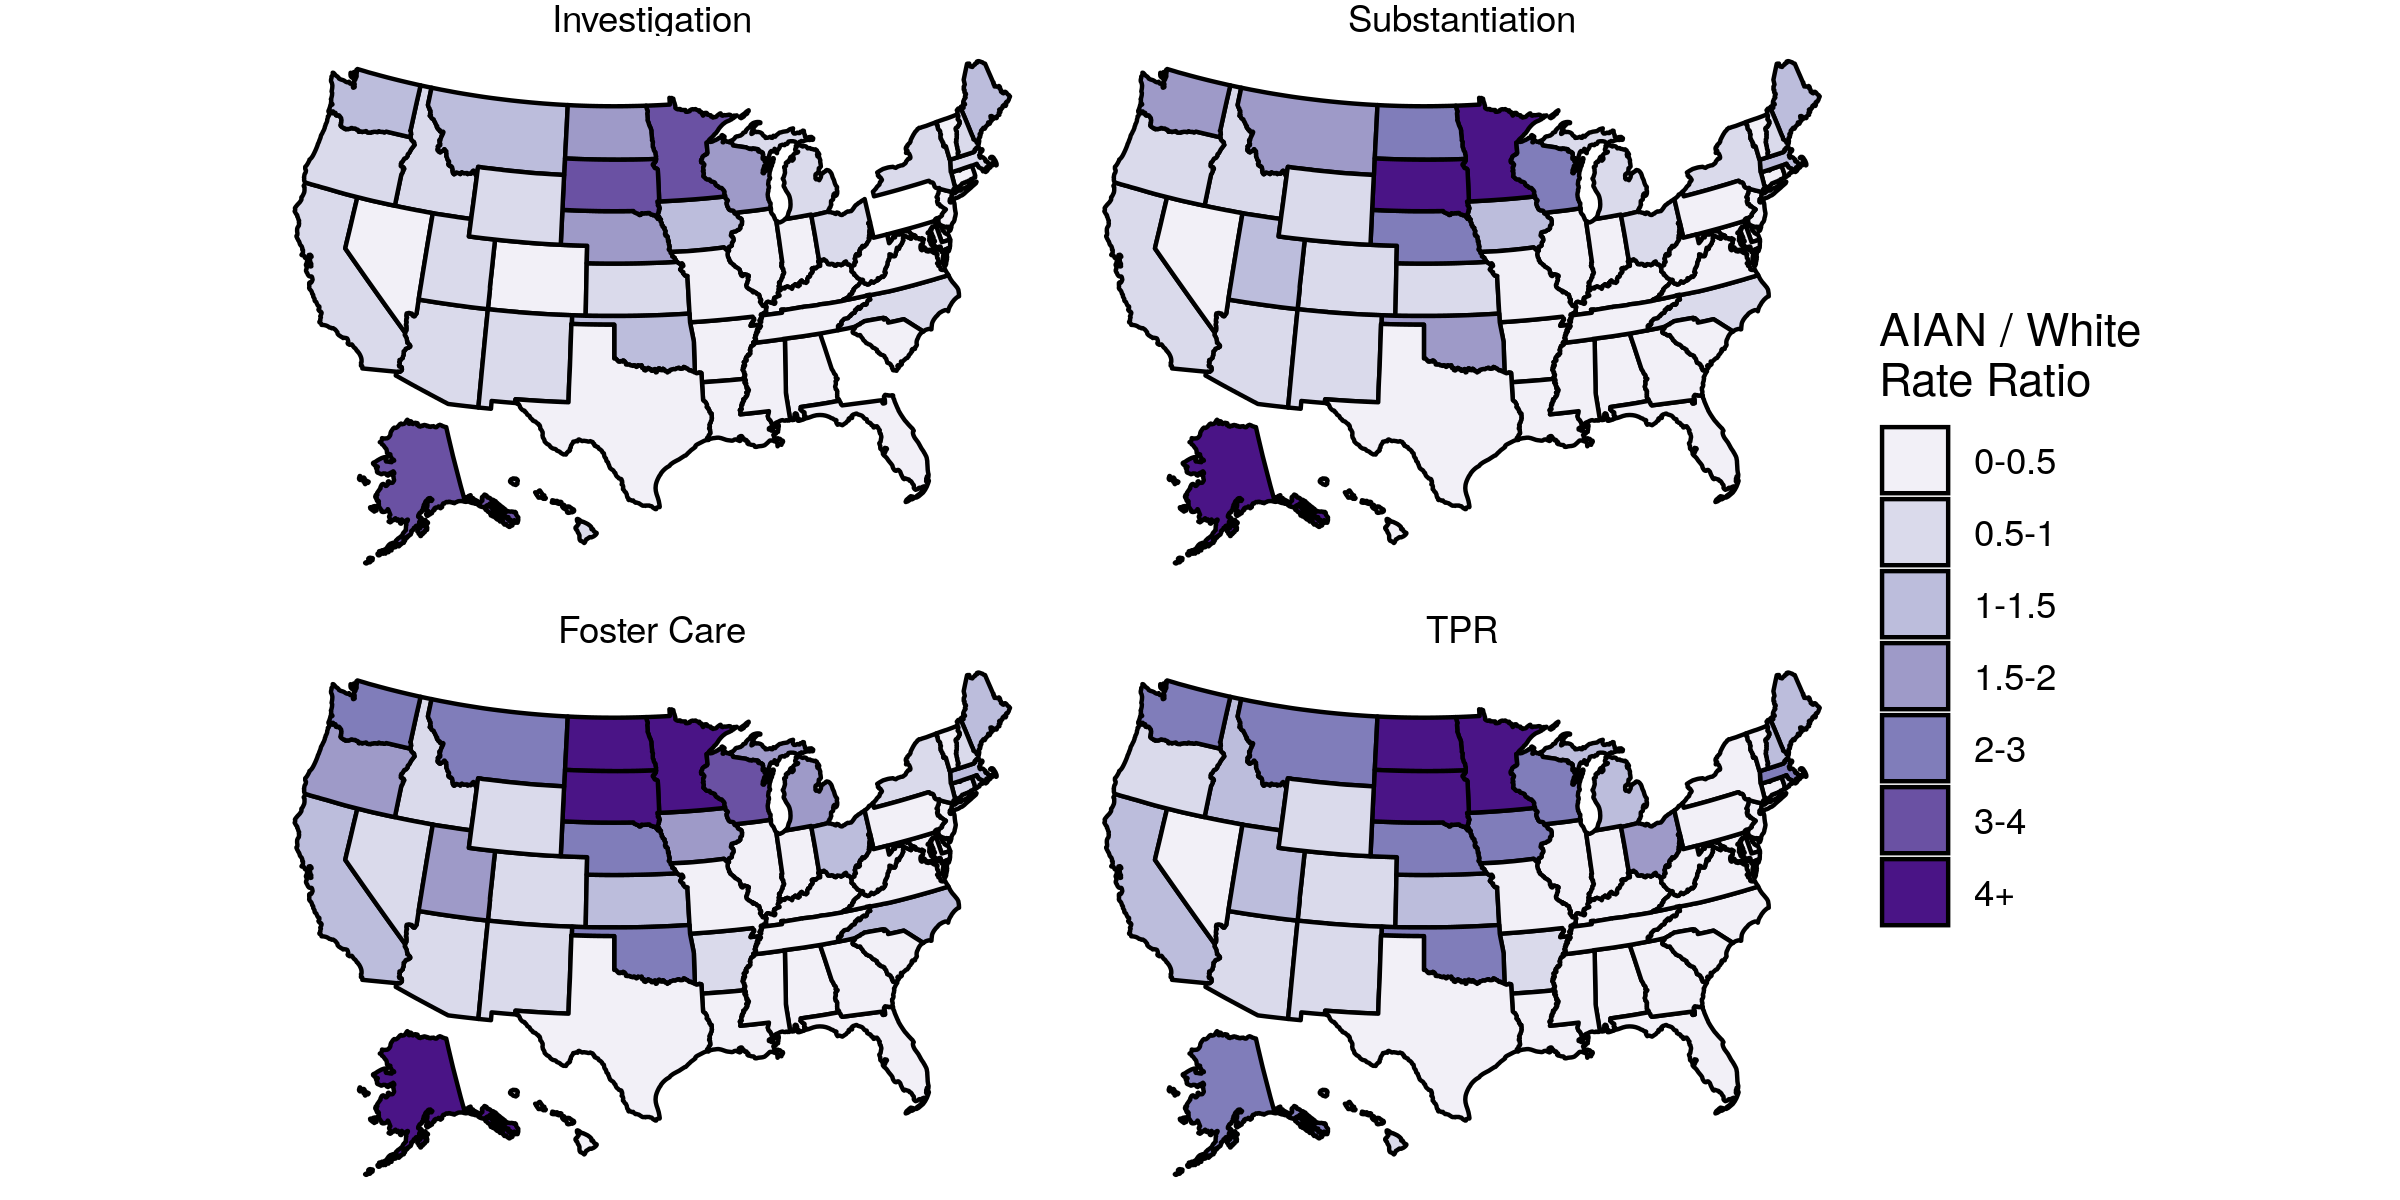 Investigation
Substantiation
Foster Care
TPR
AIAN / White
Rate Ratio
0-0.5
0.5-1
1-1.5
1.5-2
2-3
3-4
4+